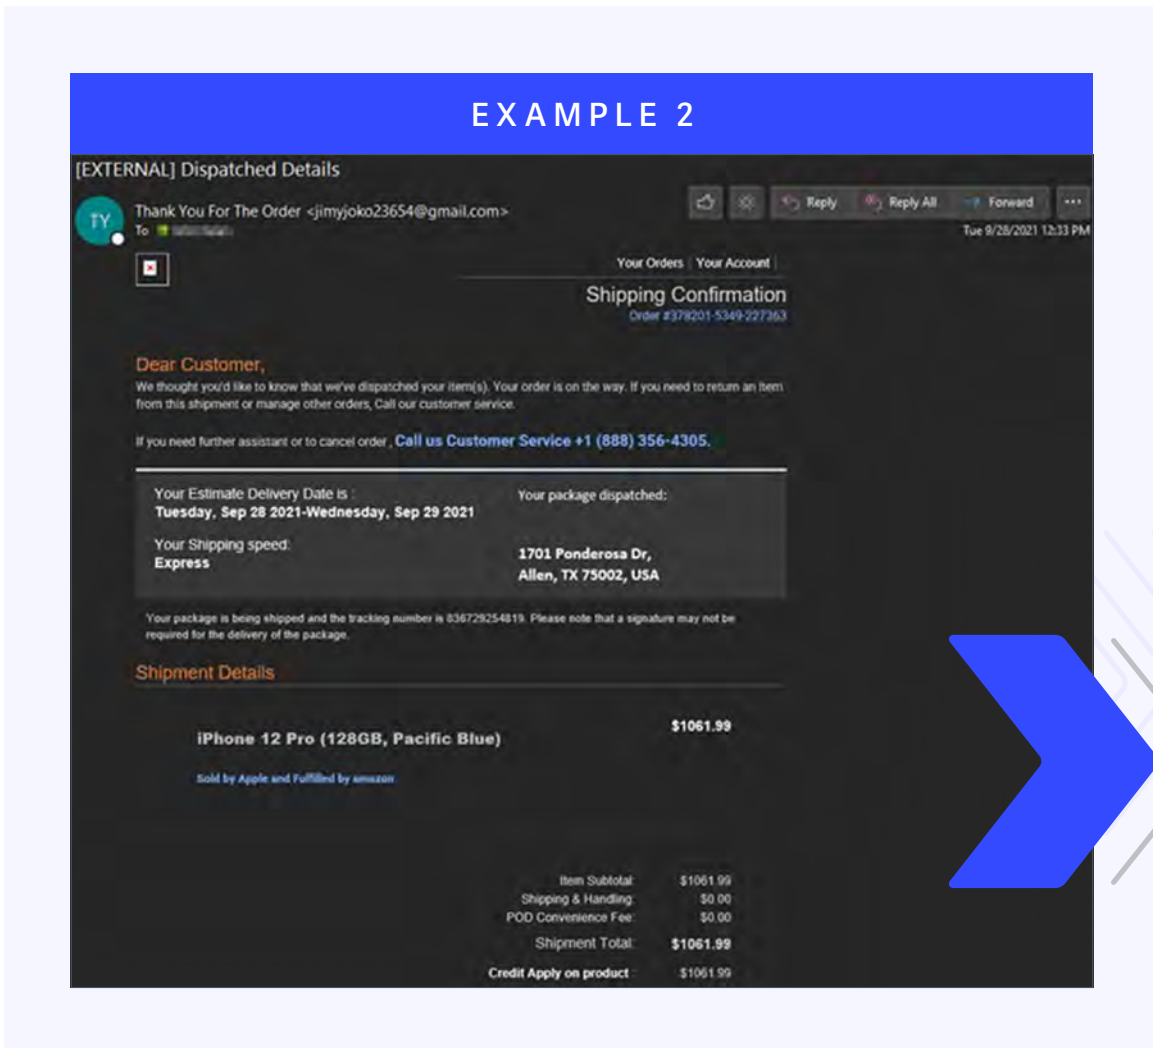 EXAMPLE 2
[EXTERNAL] Dispatched Details
TY
Thank You For The Order <jimyjoko23654@gmail.com>
To
Reply
Reply All
Forward
...
Tue 9/28/2021 12:33 PM
Your Orders | Your Account |
Shipping Confirmation
Order #378201-5349-227363
Dear Customer,
We thought you'd like to know that we've dispatched your item(s). Your order is on the way. If you need to return an item
from this shipment or manage other orders, Call our customer service.
If you need further assistant or to cancel order , Call us Customer Service +1 (888) 356-4305.
Your Estimate Delivery Date is :
Tuesday, Sep 28 2021-Wednesday, Sep 29 2021
Your package dispatched:
Your Shipping speed:
Express
1701 Ponderosa Dr,
Allen, TX 75002, USA
Your package is being shipped and the tracking number is 836729254819. Please note that a signature may not be
required for the delivery of the package.
Shipment Details
iPhone 12 Pro (128GB, Pacific Blue)
$1061.99
Sold by Apple and Fulfilled by amazon
Item Subtotal: $1061.99
Shipping & Handling: $0.00
POD Convenience Fee: $0.00
Shipment Total: $1061.99
Credit Apply on product : $1061.99